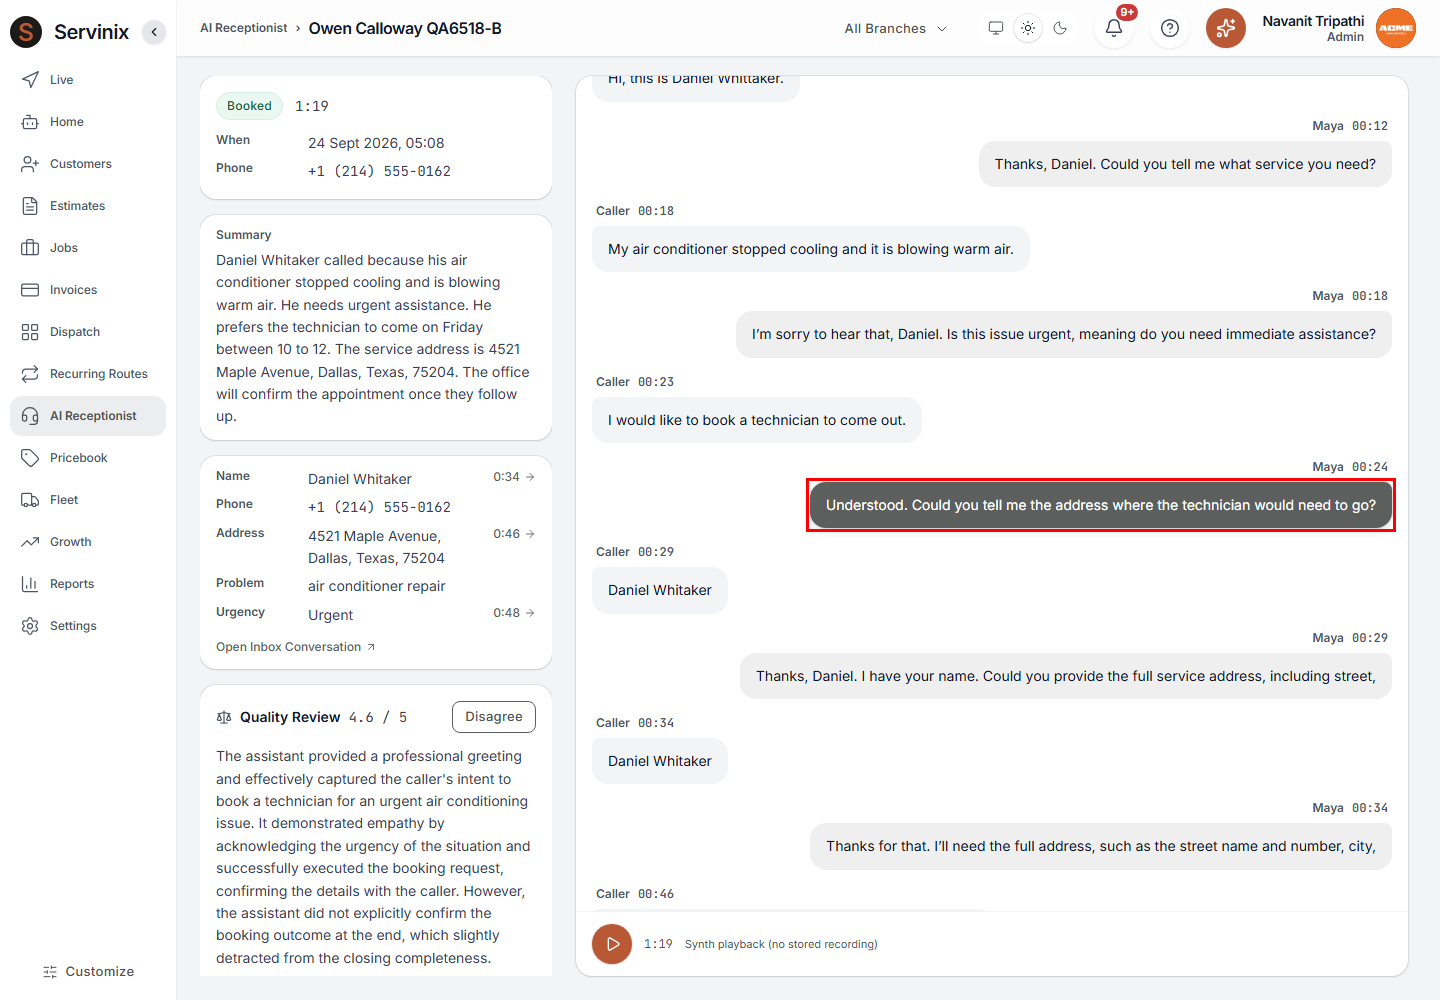 S Servinix
Live
Home
Customers
Estimates
Jobs
Invoices
Dispatch
Recurring Routes
AI Receptionist
Pricebook
Fleet
Growth
Reports
Settings
Customize
AI Receptionist › Owen Calloway QA6518-B
All Branches
9+
Navanit Tripathi
Admin
ACME
Booked 1:19
When 24 Sept 2026, 05:08
Phone +1 (214) 555-0162
Summary
Daniel Whitaker called because his air
conditioner stopped cooling and is blowing
warm air. He needs urgent assistance. He
prefers the technician to come on Friday
between 10 to 12. The service address is 4521
Maple Avenue, Dallas, Texas, 75204. The office
will confirm the appointment once they follow
up.
Name Daniel Whitaker 0:34 →
Phone +1 (214) 555-0162
Address 4521 Maple Avenue, 0:46 →
Dallas, Texas, 75204
Problem air conditioner repair
Urgency Urgent 0:48 →
Open Inbox Conversation ↗
Quality Review 4.6 / 5 Disagree
The assistant provided a professional greeting
and effectively captured the caller's intent to
book a technician for an urgent air conditioning
issue. It demonstrated empathy by
acknowledging the urgency of the situation and
successfully executed the booking request,
confirming the details with the caller. However,
the assistant did not explicitly confirm the
booking outcome at the end, which slightly
detracted from the closing completeness.
Hi, this is Daniel Whittaker.
Maya 00:12
Thanks, Daniel. Could you tell me what service you need?
Caller 00:18
My air conditioner stopped cooling and it is blowing warm air.
Maya 00:18
I’m sorry to hear that, Daniel. Is this issue urgent, meaning do you need immediate assistance?
Caller 00:23
I would like to book a technician to come out.
Maya 00:24
Understood. Could you tell me the address where the technician would need to go?
Caller 00:29
Daniel Whitaker
Maya 00:29
Thanks, Daniel. I have your name. Could you provide the full service address, including street,
Caller 00:34
Daniel Whitaker
Maya 00:34
Thanks for that. I’ll need the full address, such as the street name and number, city,
Caller 00:46
1:19 Synth playback (no stored recording)